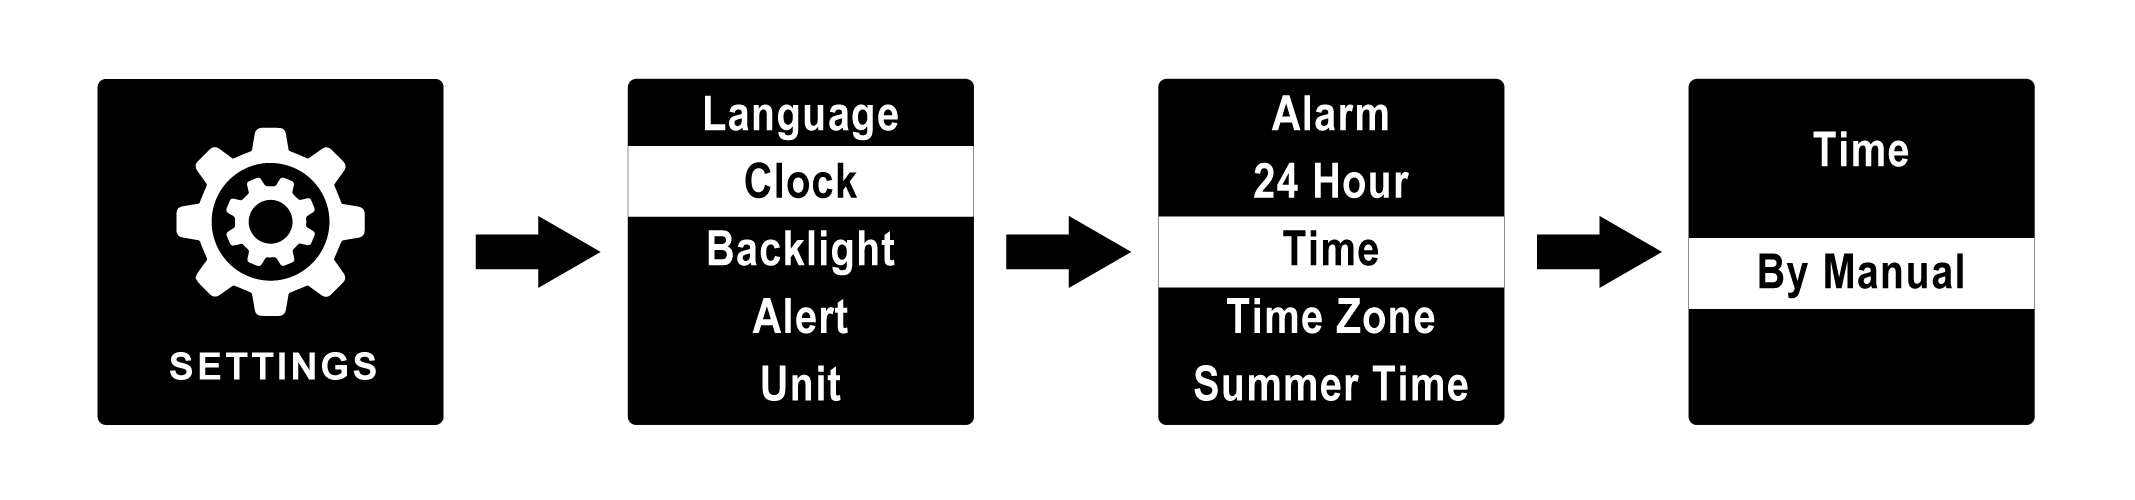 SETTINGS
Language
Clock
Backlight
Alert
Unit
Alarm
24 Hour
Time
Time Zone
Summer Time
Time
By Manual